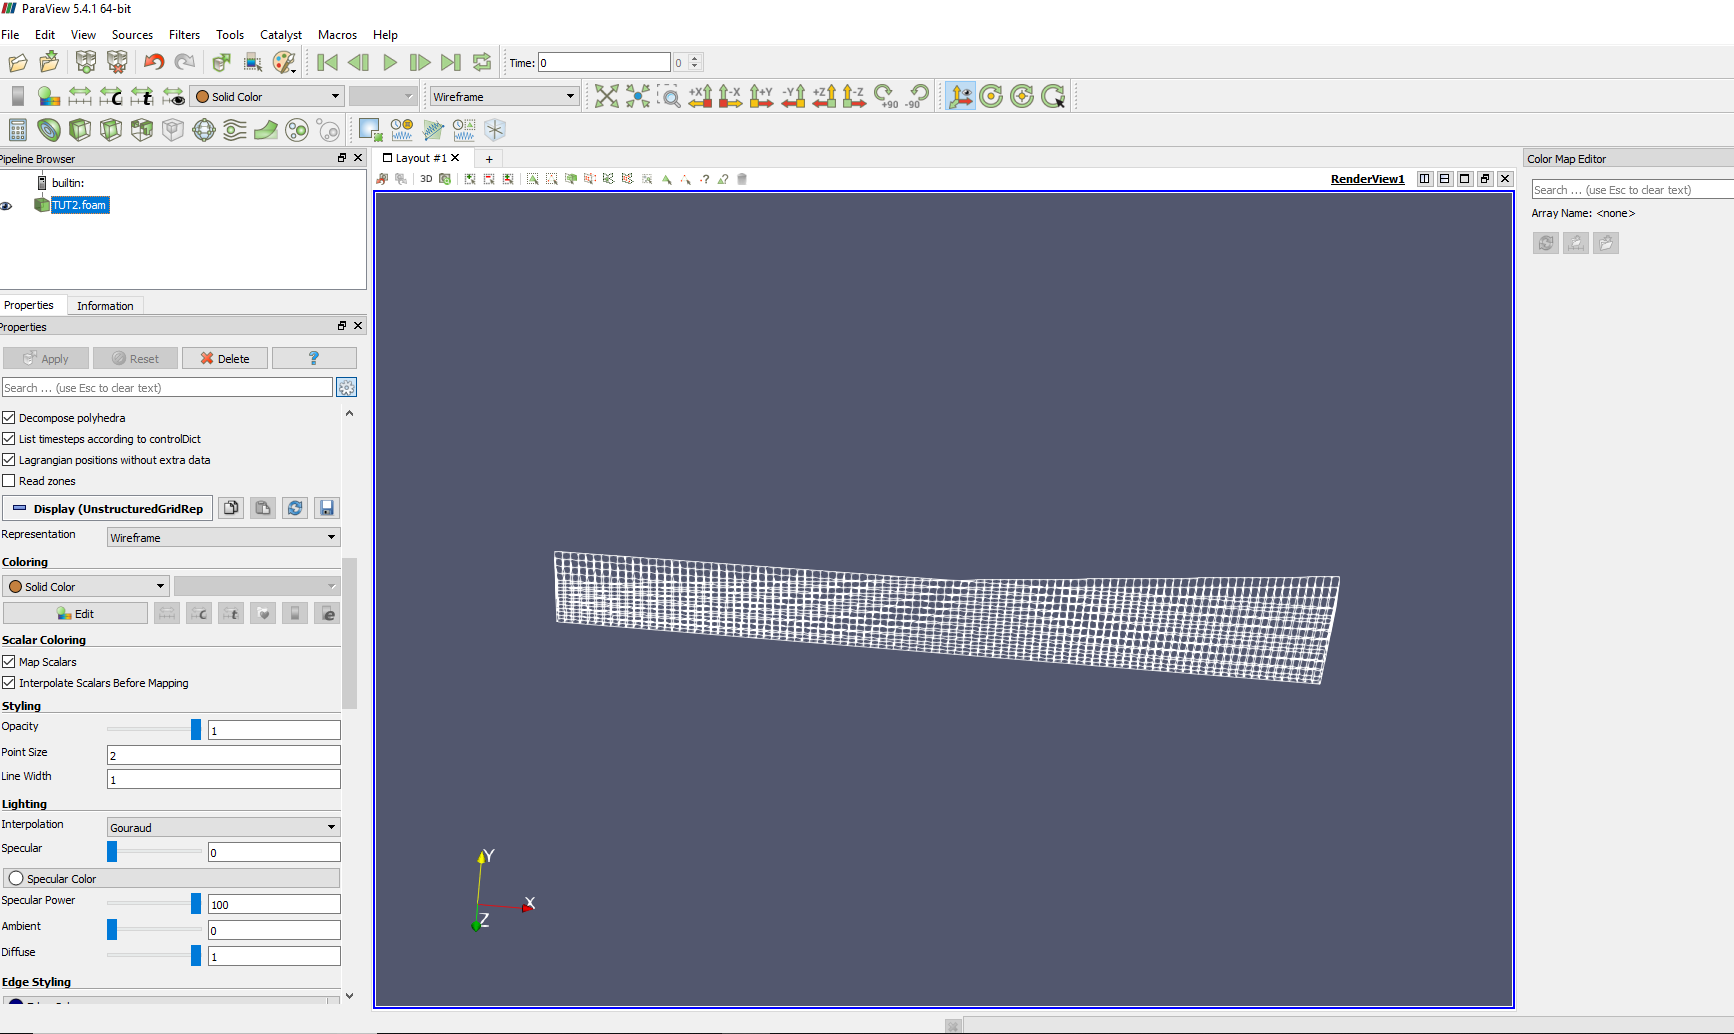 ParaView 5.4.1 64-bit
File Edit View Sources Filters Tools Catalyst Macros Help
Time: 0 0
Solid Color Wireframe +X -X +Y -Y +Z -Z +90 -90
Pipeline Browser
builtin:
TUT2.foam
Properties Information
Properties
Apply Reset Delete ?
Search ... (use Esc to clear text)
Decompose polyhedra
List timesteps according to controlDict
Lagrangian positions without extra data
Read zones
Display (UnstructuredGridRep
Representation Wireframe
Coloring
Solid Color
Edit
Scalar Coloring
Map Scalars
Interpolate Scalars Before Mapping
Styling
Opacity 1
Point Size 2
Line Width 1
Lighting
Interpolation Gouraud
Specular 0
Specular Color
Specular Power 100
Ambient 0
Diffuse 1
Edge Styling
Layout #1 +
3D RenderView1
Y
X
Z
Color Map Editor
Search ... (use Esc to clear text)
Array Name: <none>